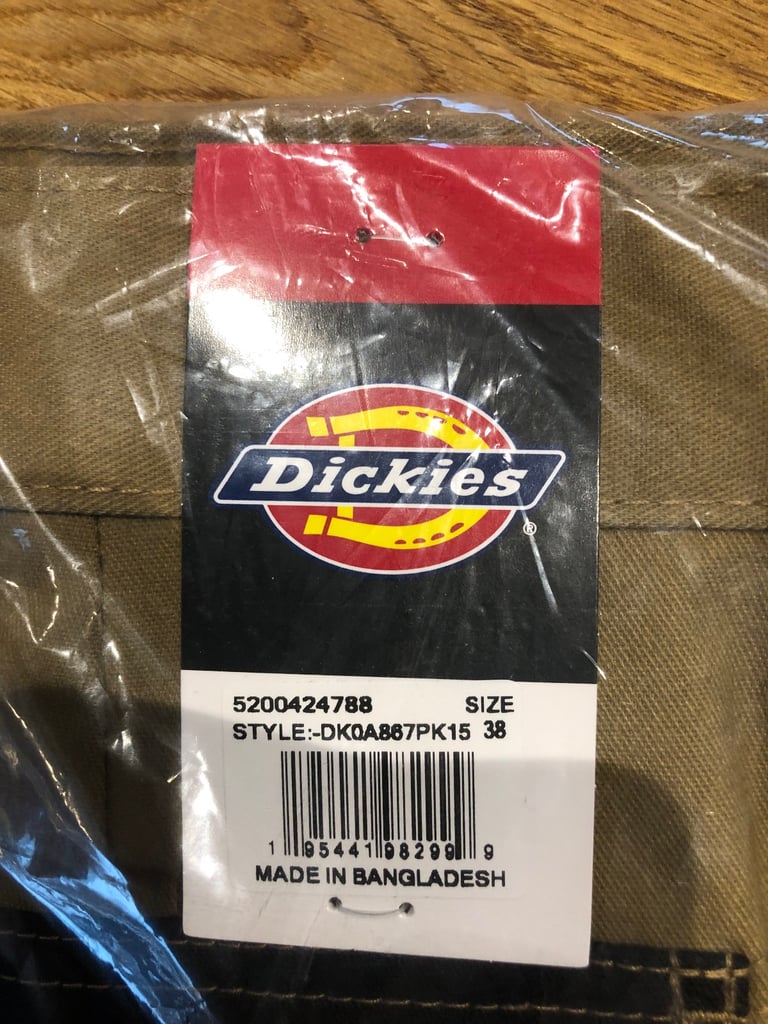 Dickies
®
5200424788 SIZE
STYLE:-DK0A867PK15 38
1 95441 98299 9
MADE IN BANGLADESH